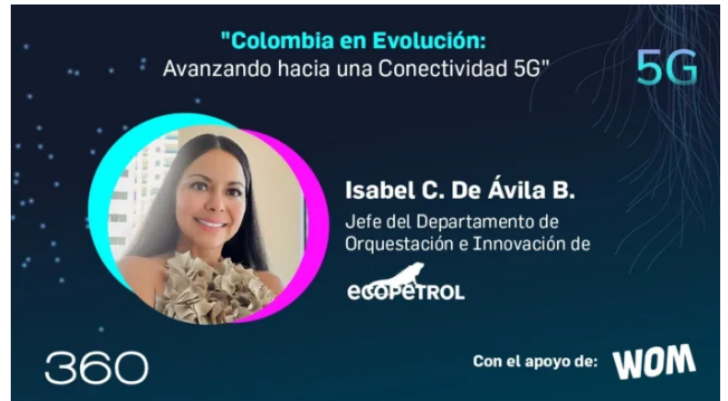 "Colombia en Evolución:
Avanzando hacia una Conectividad 5G"
5G
Isabel C. De Ávila B.
Jefe del Departamento de
Orquestación e Innovación de
ecopetrol
360
Con el apoyo de: WOM